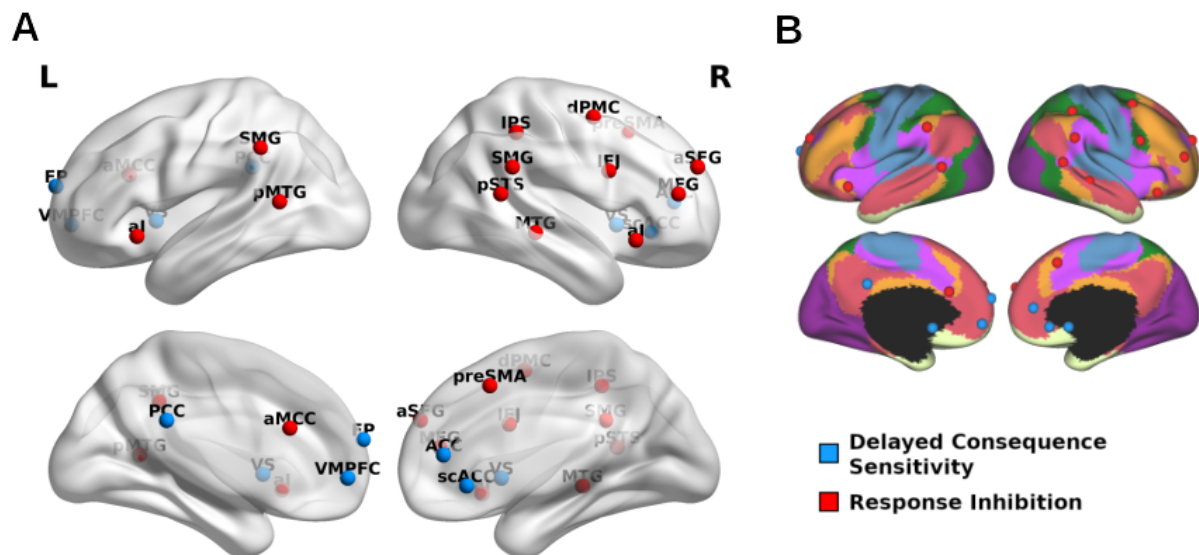 A
B
L
R
SMG
aMCC
PCC
FP
pMTG
VMPFC
VS
aI
dPMC
preSMA
IPS
SMG
IFJ
aSFG
pSTS
MFG
ACC
MTG
VS
scACC
aI
SMG
PCC
aMCC
FP
pMTG
VS
VMPFC
aI
dPMC
preSMA
IPS
aSFG
IFJ
SMG
MFG
ACC
pSTS
scACC
VS
MTG
aI
Delayed Consequence
Sensitivity
Response Inhibition